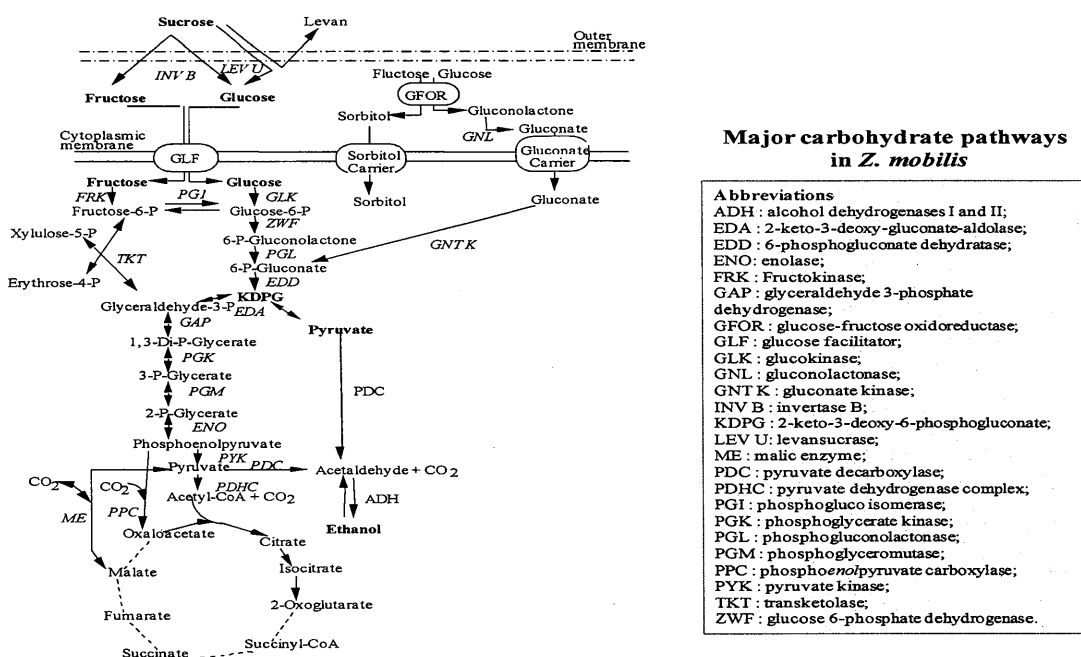 Sucrose
Levan
Outer
membrane
INV B
LEV U
Fructose
Glucose
Fluctose Glucose
GFOR
Sorbitol
Gluconolactone
GNL
Gluconate
Cytoplasmic
membrane
GLF
Sorbitol
Carrier
Gluconate
Carrier
Fructose
Glucose
FRK
PGI
GLK
Sorbitol
Gluconate
Fructose-6-P
Glucose-6-P
ZWF
Xylulose-5-P
6-P-Gluconolactone
GNT K
TKT
PGL
6-P-Gluconate
Erythrose-4-P
EDD
KDPG
Glyceraldehyde-3-P
EDA
GAP
Pyruvate
1,3-Di-P-Glycerate
PGK
3-P-Glycerate
PGM
PDC
2-P-Glycerate
ENO
Phosphoenolpyruvate
PYK
Pyruvate
PDC
Acetaldehyde + CO2
CO2
CO2
PDHC
Acetyl-CoA + CO2
ADH
ME
PPC
Oxaloacetate
Ethanol
Citrate
Malate
Isocitrate
2-Oxoglutarate
Fumarate
Succinyl-CoA
Succinate
Major carbohydrate pathways
in Z. mobilis
Abbreviations
ADH : alcohol dehydrogenases I and II;
EDA : 2-keto-3-deoxy-gluconate-aldolase;
EDD : 6-phosphogluconate dehydratase;
ENO: enolase;
FRK : Fructokinase;
GAP : glyceraldehyde 3-phosphate
dehydrogenase;
GFOR : glucose-fructose oxidoreductase;
GLF : glucose facilitator;
GLK : glucokinase;
GNL : gluconolactonase;
GNT K : gluconate kinase;
INV B : invertase B;
KDPG : 2-keto-3-deoxy-6-phosphogluconate;
LEV U: levansucrase;
ME : malic enzyme;
PDC : pyruvate decarboxylase;
PDHC : pyruvate dehydrogenase complex;
PGI : phosphogluco isomerase;
PGK : phosphoglycerate kinase;
PGL : phosphogluconolactonase;
PGM : phosphoglyceromutase;
PPC : phosphoenolpyruvate carboxylase;
PYK : pyruvate kinase;
TKT : transketolase;
ZWF : glucose 6-phosphate dehydrogenase.